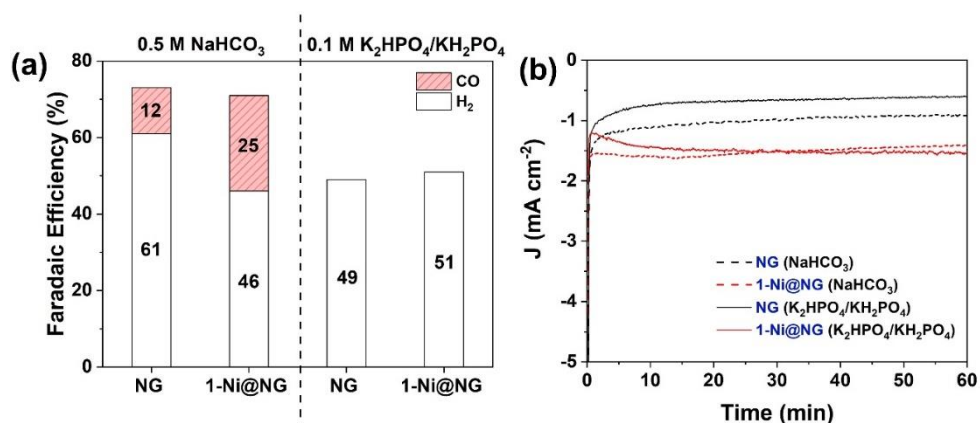 (a)
0.5 M NaHCO₃
0.1 M K₂HPO₄/KH₂PO₄
Faradaic Efficiency (%)
80
60
40
20
0
CO
H₂
12
61
25
46
49
51
NG
1-Ni@NG
NG
1-Ni@NG
(b)
J (mA cm⁻²)
0
-1
-2
-3
-4
-5
NG (NaHCO₃)
1-Ni@NG (NaHCO₃)
NG (K₂HPO₄/KH₂PO₄)
1-Ni@NG (K₂HPO₄/KH₂PO₄)
0
10
20
30
40
50
60
Time (min)